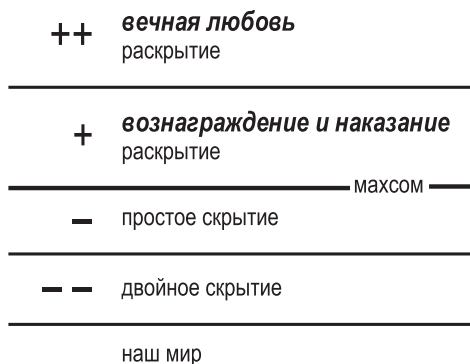 ++ вечная любовь
раскрытие
+ вознаграждение и наказание
раскрытие
махсом
– простое скрытие
– – двойное скрытие
наш мир